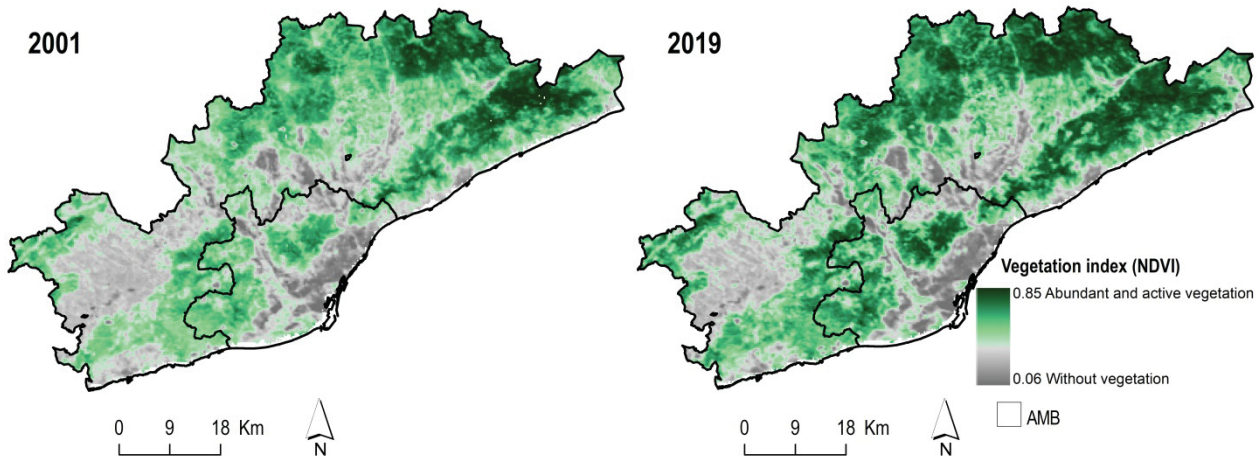 2001
2019
Vegetation index (NDVI)
0.85 Abundant and active vegetation
0.06 Without vegetation
AMB
0 9 18 Km
N
0 9 18 Km
N